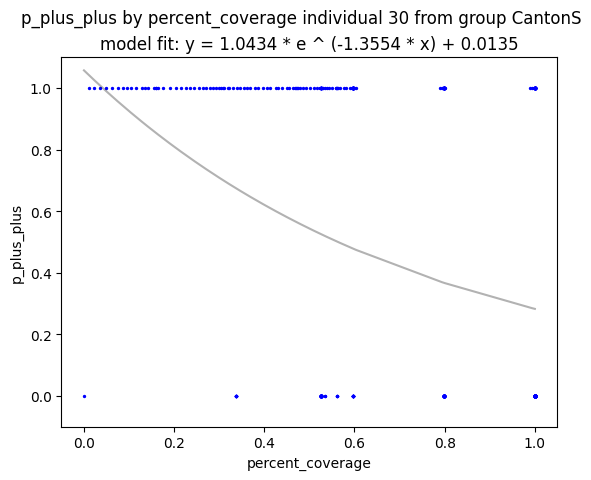 p_plus_plus by percent_coverage individual 30 from group CantonS
model fit: y = 1.0434 * e ^ (-1.3554 * x) + 0.0135
1.0
0.8
0.6
0.4
0.2
0.0
p_plus_plus
0.0 0.2 0.4 0.6 0.8 1.0
percent_coverage